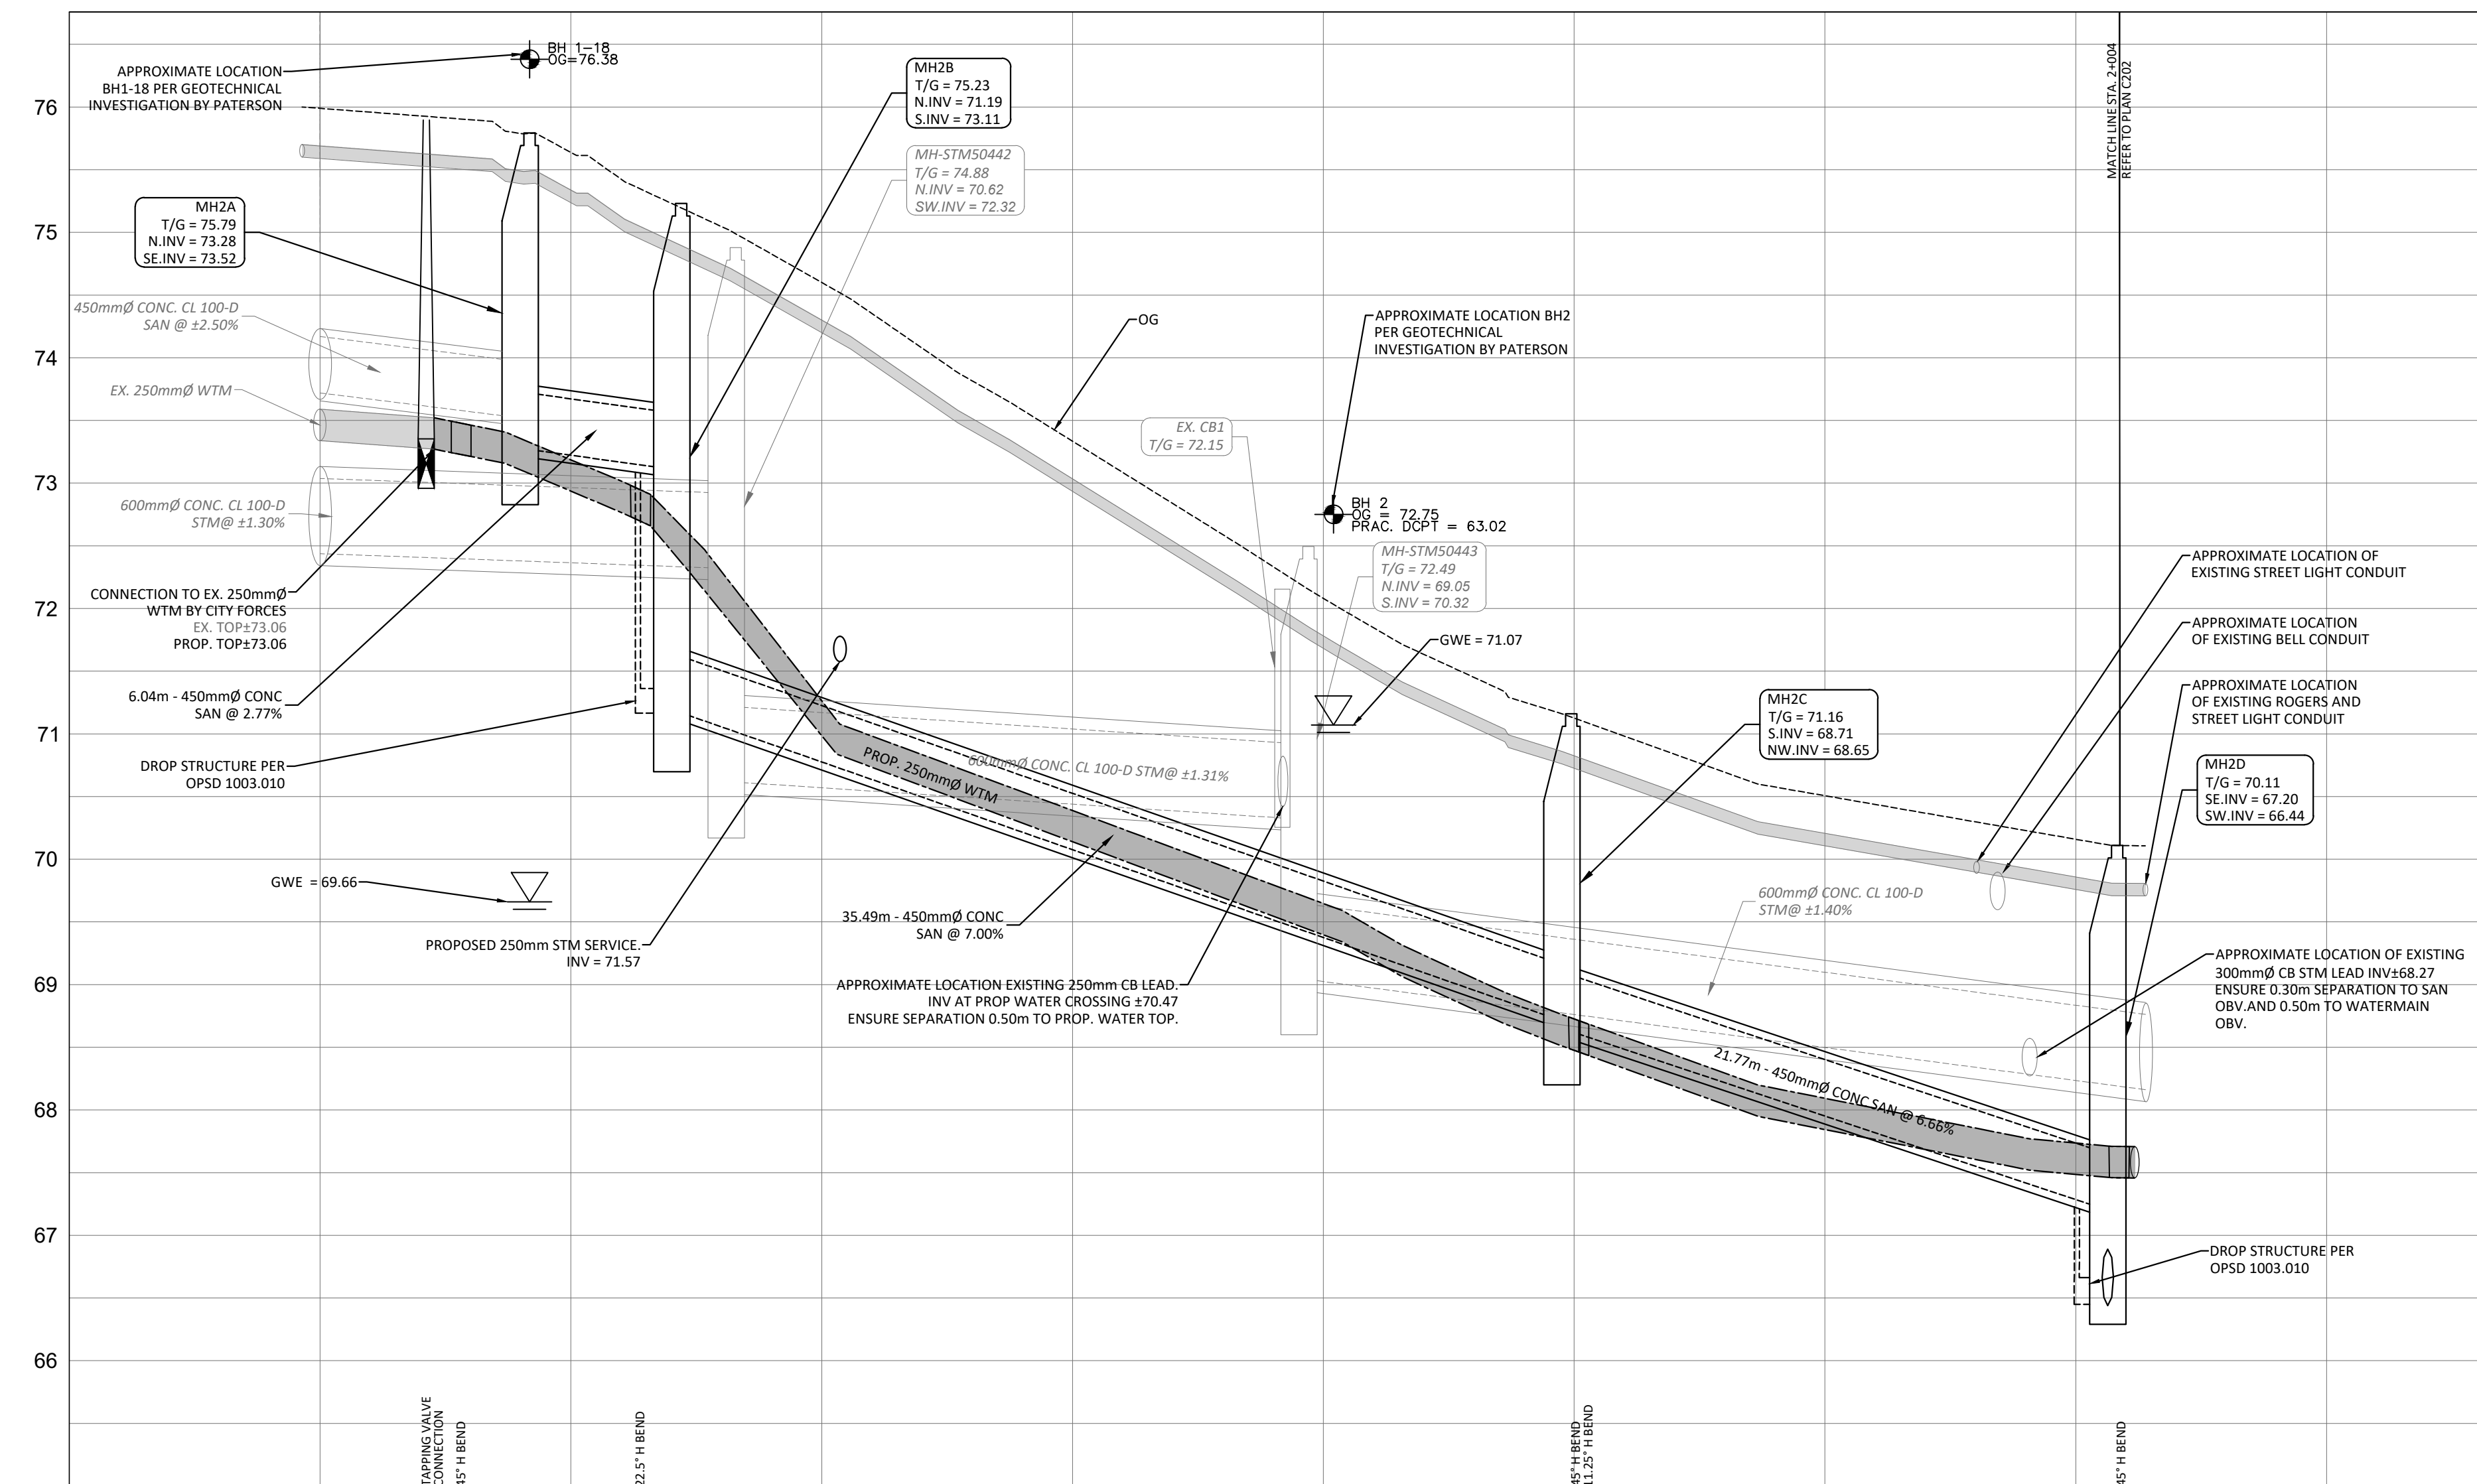 BH 1-18
OG=76.38
APPROXIMATE LOCATION
BH1-18 PER GEOTECHNICAL
INVESTIGATION BY PATERSON
MH2B
T/G = 75.23
N.INV = 71.19
S.INV = 73.11
MATCH LINE STA. 2+004
REFER TO PLAN C202
76
MH-STM50442
T/G = 74.88
N.INV = 70.62
SW.INV = 72.32
MH2A
T/G = 75.79
N.INV = 73.28
SE.INV = 73.52
75
450mmØ CONC. CL 100-D
SAN @ ±2.50%
OG
APPROXIMATE LOCATION BH2
PER GEOTECHNICAL
INVESTIGATION BY PATERSON
74
EX. 250mmØ WTM
EX. CB1
T/G = 72.15
73
600mmØ CONC. CL 100-D
STM@ ±1.30%
BH 2
OG = 72.75
PRAC. DCPT = 63.02
MH-STM50443
T/G = 72.49
N.INV = 69.05
S.INV = 70.32
APPROXIMATE LOCATION OF
EXISTING STREET LIGHT CONDUIT
CONNECTION TO EX. 250mmØ
WTM BY CITY FORCES
EX. TOP±73.06
PROP. TOP±73.06
72
GWE = 71.07
APPROXIMATE LOCATION
OF EXISTING BELL CONDUIT
6.04m - 450mmØ CONC
SAN @ 2.77%
MH2C
T/G = 71.16
S.INV = 68.71
NW.INV = 68.65
APPROXIMATE LOCATION
OF EXISTING ROGERS AND
STREET LIGHT CONDUIT
71
DROP STRUCTURE PER
OPSD 1003.010
PROP. 250mmØ WTM
600mmØ CONC. CL 100-D STM@ ±1.31%
MH2D
T/G = 70.11
SE.INV = 67.20
SW.INV = 66.44
70
GWE = 69.66
35.49m - 450mmØ CONC
SAN @ 7.00%
600mmØ CONC. CL 100-D
STM@ ±1.40%
PROPOSED 250mm STM SERVICE.
INV = 71.57
69
APPROXIMATE LOCATION EXISTING 250mm CB LEAD.
INV AT PROP WATER CROSSING ±70.47
ENSURE SEPARATION 0.50m TO PROP. WATER TOP.
APPROXIMATE LOCATION OF EXISTING
300mmØ CB STM LEAD INV±68.27
ENSURE 0.30m SEPARATION TO SAN
OBV.AND 0.50m TO WATERMAIN
OBV.
21.77m - 450mmØ CONC SAN @ 6.66%
68
67
DROP STRUCTURE PER
OPSD 1003.010
66
TAPPING VALVE
CONNECTION
45° H BEND
22.5° H BEND
45° H BEND
11.25° H BEND
45° H BEND